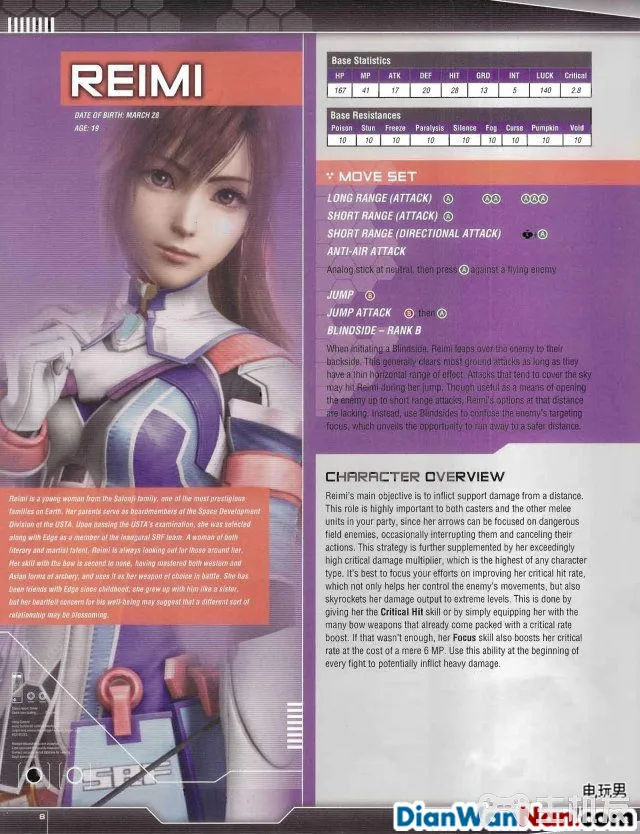 REIMI
DATE OF BIRTH: MARCH 28
AGE: 19
Reimi is a young woman from the Saionji family, one of the most prestigious
families on Earth. Her parents serve as boardmembers of the Space Development
Division of the USTA. Upon passing the USTA's examination, she was selected
along with Edge as a member of the inaugural SRF team. A woman of both
literary and martial talent, Reimi is always looking out for those around her.
Her skill with the bow is second to none, having mastered both western and
Asian forms of archery, and uses it as her weapon of choice in battle. She has
been friends with Edge since childhood; she grew up with him like a sister,
but her heartfelt concern for his well-being may suggest that a different sort of
relationship may be blossoming.
SRF
8
Base Statistics
HP MP ATK DEF HIT GRD INT LUCK Critical
167 41 17 20 28 13 5 140 2.8
Base Resistances
Poison Stun Freeze Paralysis Silence Fog Curse Pumpkin Void
10 10 10 10 10 10 10 10 10
MOVE SET
LONG RANGE (ATTACK) A AA AAA
SHORT RANGE (ATTACK) A
SHORT RANGE (DIRECTIONAL ATTACK) + A
ANTI-AIR ATTACK
Analog stick at neutral, then press A against a flying enemy
JUMP B
JUMP ATTACK B then A
BLINDSIDE – RANK B
When initiating a Blindside, Reimi leaps over the enemy to their
backside. This generally clears most ground attacks as long as they
have a thin horizontal range of effect. Attacks that tend to cover the sky
may hit Reimi during her jump. Though useful as a means of opening
the enemy up to short range attacks, Reimi's options at that distance
are lacking. Instead, use Blindsides to confuse the enemy's targeting
focus, which unveils the opportunity to run away to a safer distance.
CHARACTER OVERVIEW
Reimi's main objective is to inflict support damage from a distance.
This role is highly important to both casters and the other melee
units in your party, since her arrows can be focused on dangerous
field enemies, occasionally interrupting them and canceling their
actions. This strategy is further supplemented by her exceedingly
high critical damage multiplier, which is the highest of any character
type. It's best to focus your efforts on improving her critical hit rate,
which not only helps her control the enemy's movements, but also
skyrockets her damage output to extreme levels. This is done by
giving her the Critical Hit skill or by simply equipping her with the
many bow weapons that already come packed with a critical rate
boost. If that wasn't enough, her Focus skill also boosts her critical
rate at the cost of a mere 6 MP. Use this ability at the beginning of
every fight to potentially inflict heavy damage.
电玩男
DianWanNan.com